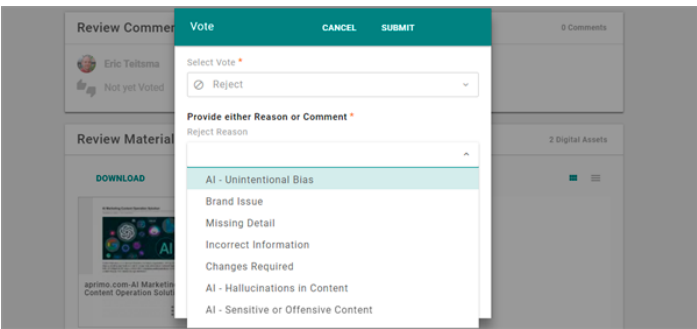 Review Commen
0 Comments
Eric Teitsma
Not yet Voted
Vote
CANCEL
SUBMIT
Select Vote *
Reject
Provide either Reason or Comment *
Reject Reason
AI - Unintentional Bias
Brand Issue
Missing Detail
Incorrect Information
Changes Required
AI - Hallucinations in Content
AI - Sensitive or Offensive Content
Review Material
2 Digital Assets
DOWNLOAD
AI
aprimo.com-AI Marketin
Content Operation Soluti